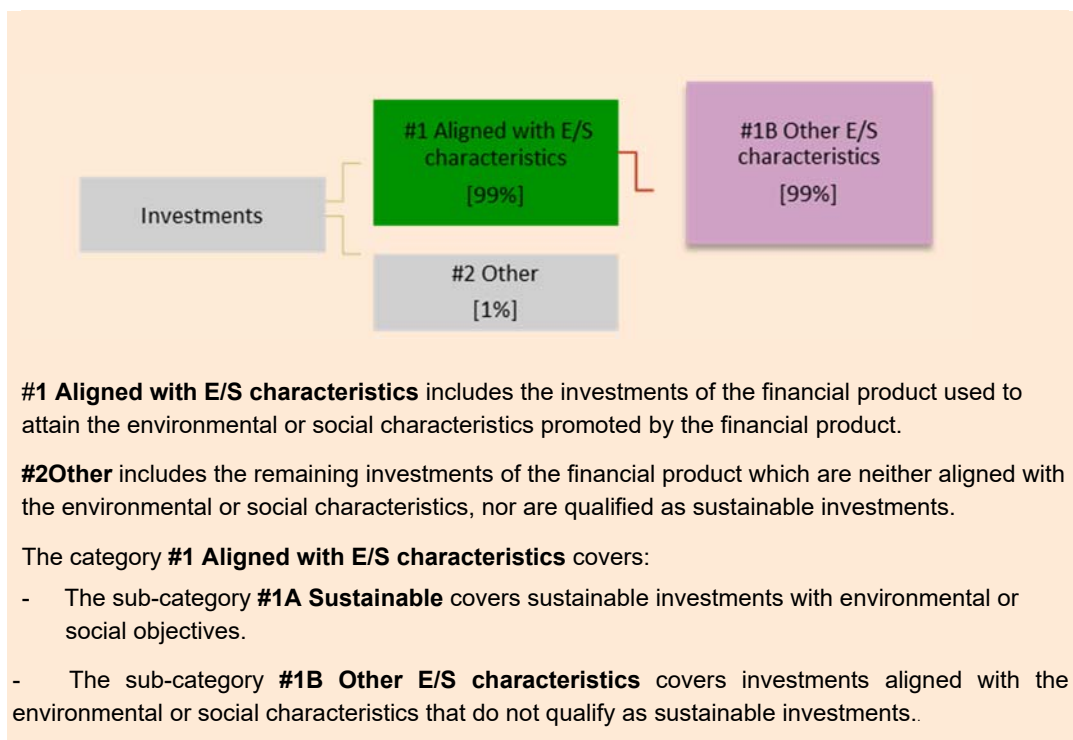 #1 Aligned with E/S
characteristics
[99%]
#1B Other E/S
characteristics
[99%]
Investments
#2 Other
[1%]
#1 Aligned with E/S characteristics includes the investments of the financial product used to
attain the environmental or social characteristics promoted by the financial product.
#2Other includes the remaining investments of the financial product which are neither aligned with
the environmental or social characteristics, nor are qualified as sustainable investments.
The category #1 Aligned with E/S characteristics covers:
- The sub-category #1A Sustainable covers sustainable investments with environmental or
social objectives.
- The sub-category #1B Other E/S characteristics covers investments aligned with the
environmental or social characteristics that do not qualify as sustainable investments..